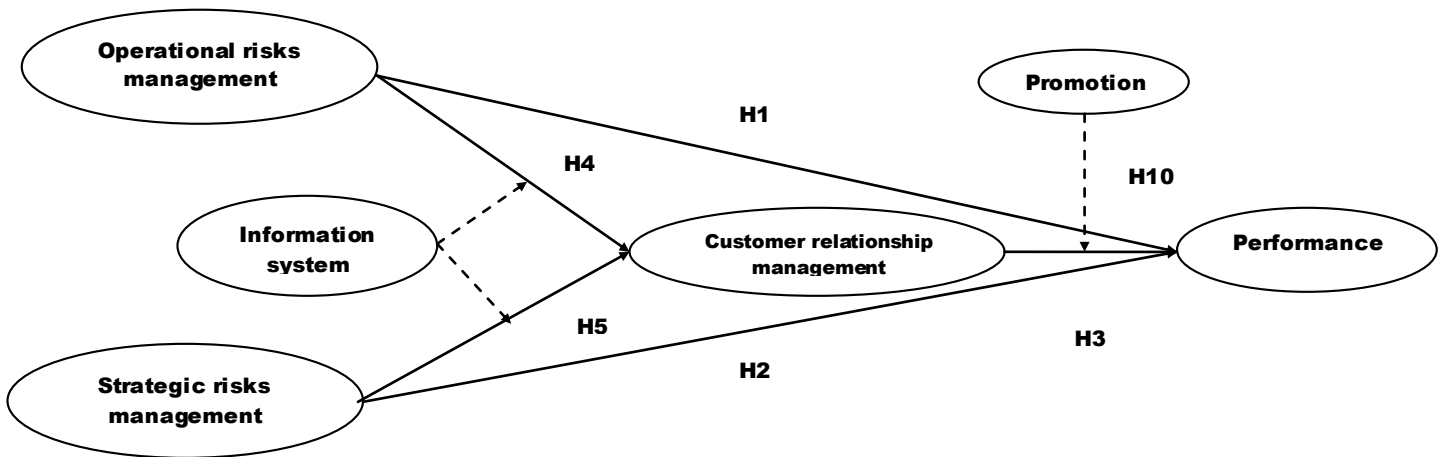 Operational risks
management
Promotion
H1
H4
H10
Information
system
Customer relationship
management
Performance
H5
H3
H2
Strategic risks
management